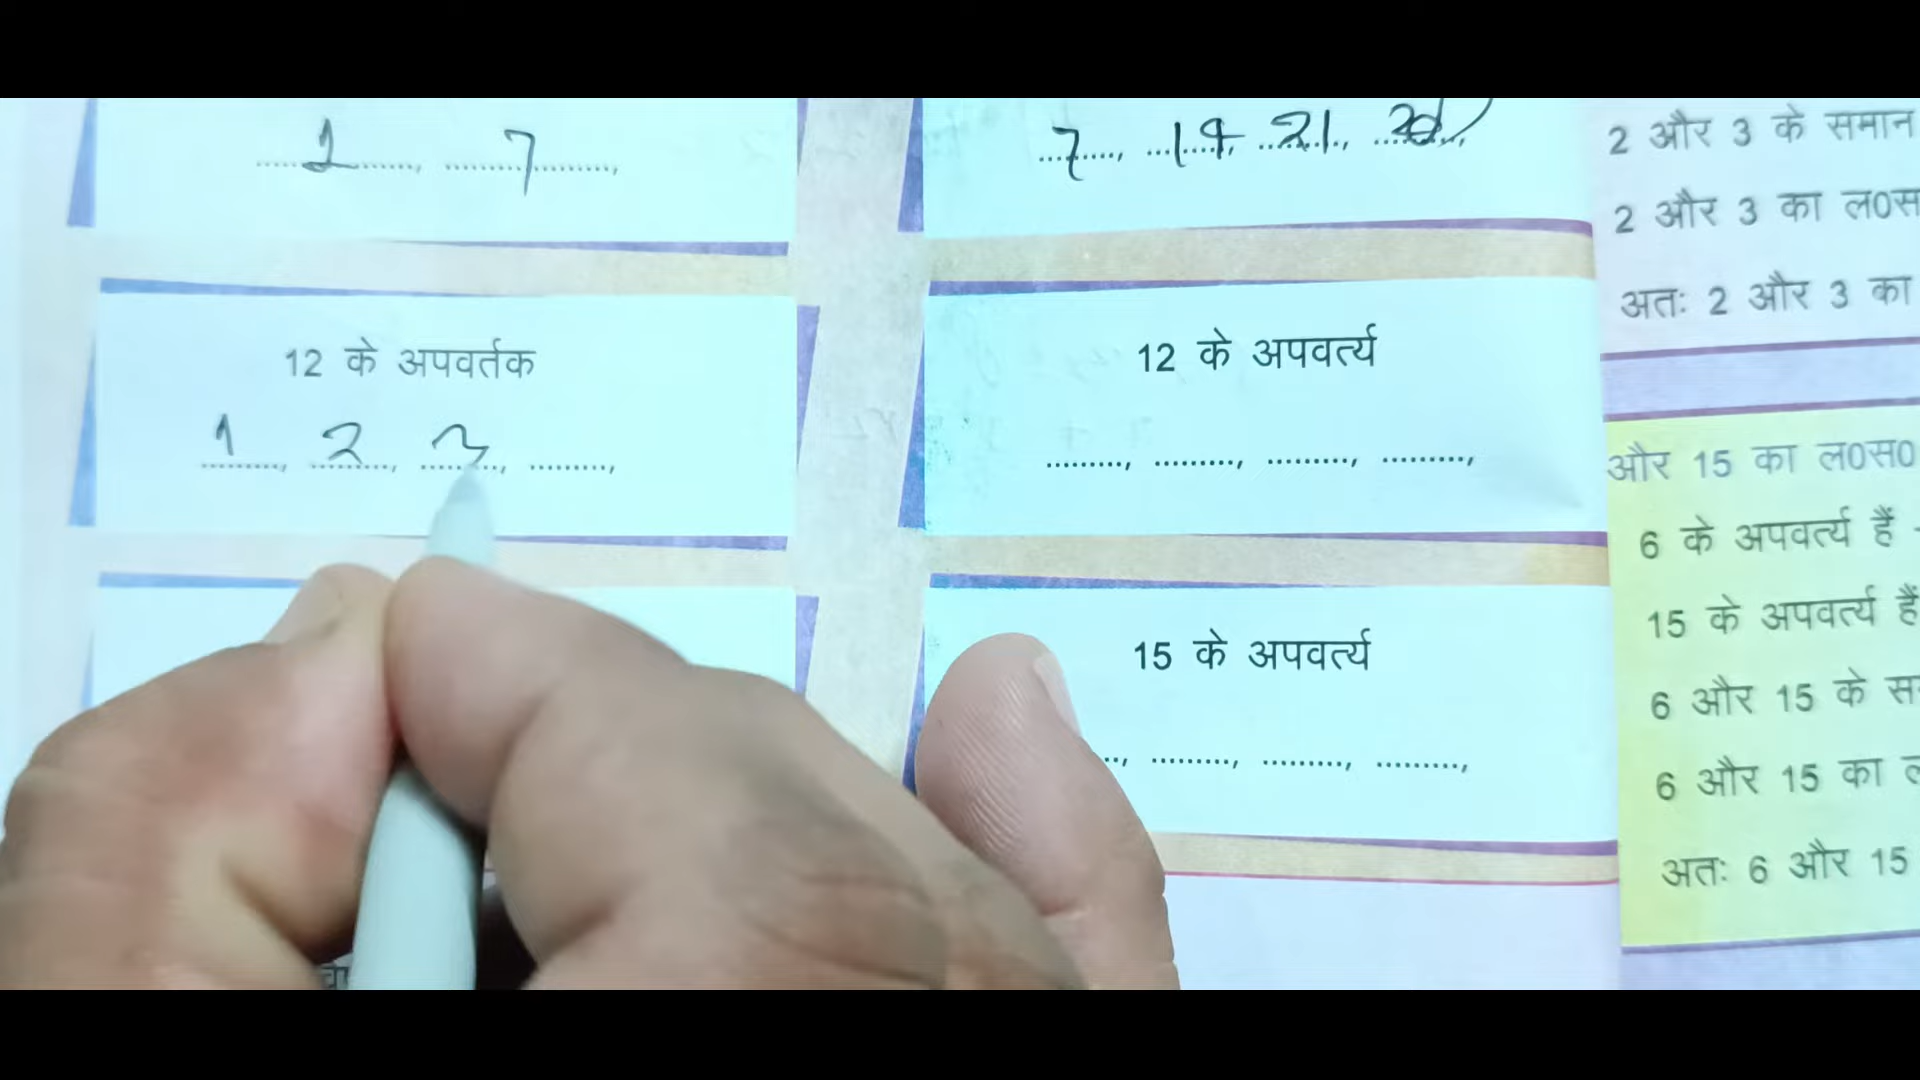 1, 7,
7, 14, 21, 28,
12 के अपवर्तक
1, 2, 3, ..........,
12 के अपवर्त्य
.........., .........., .........., ..........,
15 के अपवर्त्य
.........., .........., ..........,
2 और 3 के समान
2 और 3 का ल0स
अतः 2 और 3 का
और 15 का ल0स0
6 के अपवर्त्य हैं -
15 के अपवर्त्य हैं
6 और 15 के स
6 और 15 का ल
अतः 6 और 15